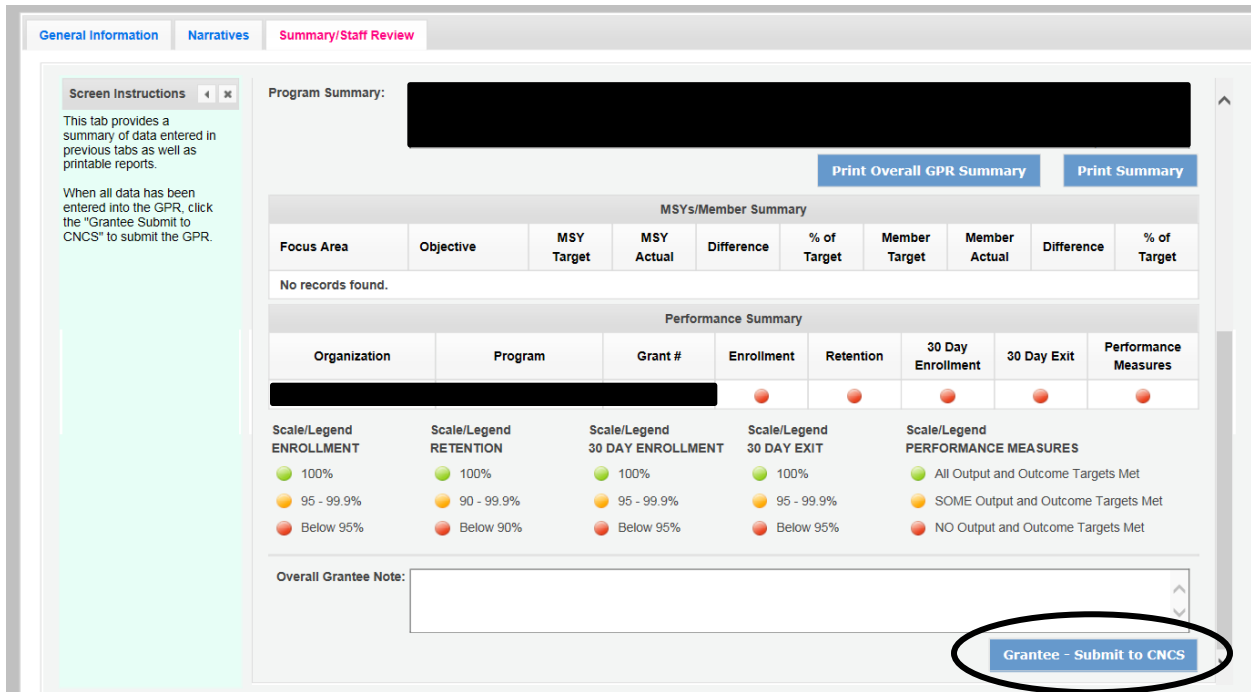 General Information Narratives Summary/Staff Review
Screen Instructions
This tab provides a
summary of data entered in
previous tabs as well as
printable reports.
When all data has been
entered into the GPR, click
the "Grantee Submit to
CNCS" to submit the GPR.
Program Summary:
Print Overall GPR Summary Print Summary
MSYs/Member Summary
Focus Area Objective MSY Target MSY Actual Difference % of Target Member Target Member Actual Difference % of Target
No records found.
Performance Summary
Organization Program Grant # Enrollment Retention 30 Day Enrollment 30 Day Exit Performance Measures
Scale/Legend Scale/Legend Scale/Legend Scale/Legend Scale/Legend
ENROLLMENT RETENTION 30 DAY ENROLLMENT 30 DAY EXIT PERFORMANCE MEASURES
100% 100% 100% 100% All Output and Outcome Targets Met
95 - 99.9% 90 - 99.9% 95 - 99.9% 95 - 99.9% SOME Output and Outcome Targets Met
Below 95% Below 90% Below 95% Below 95% NO Output and Outcome Targets Met
Overall Grantee Note:
Grantee - Submit to CNCS